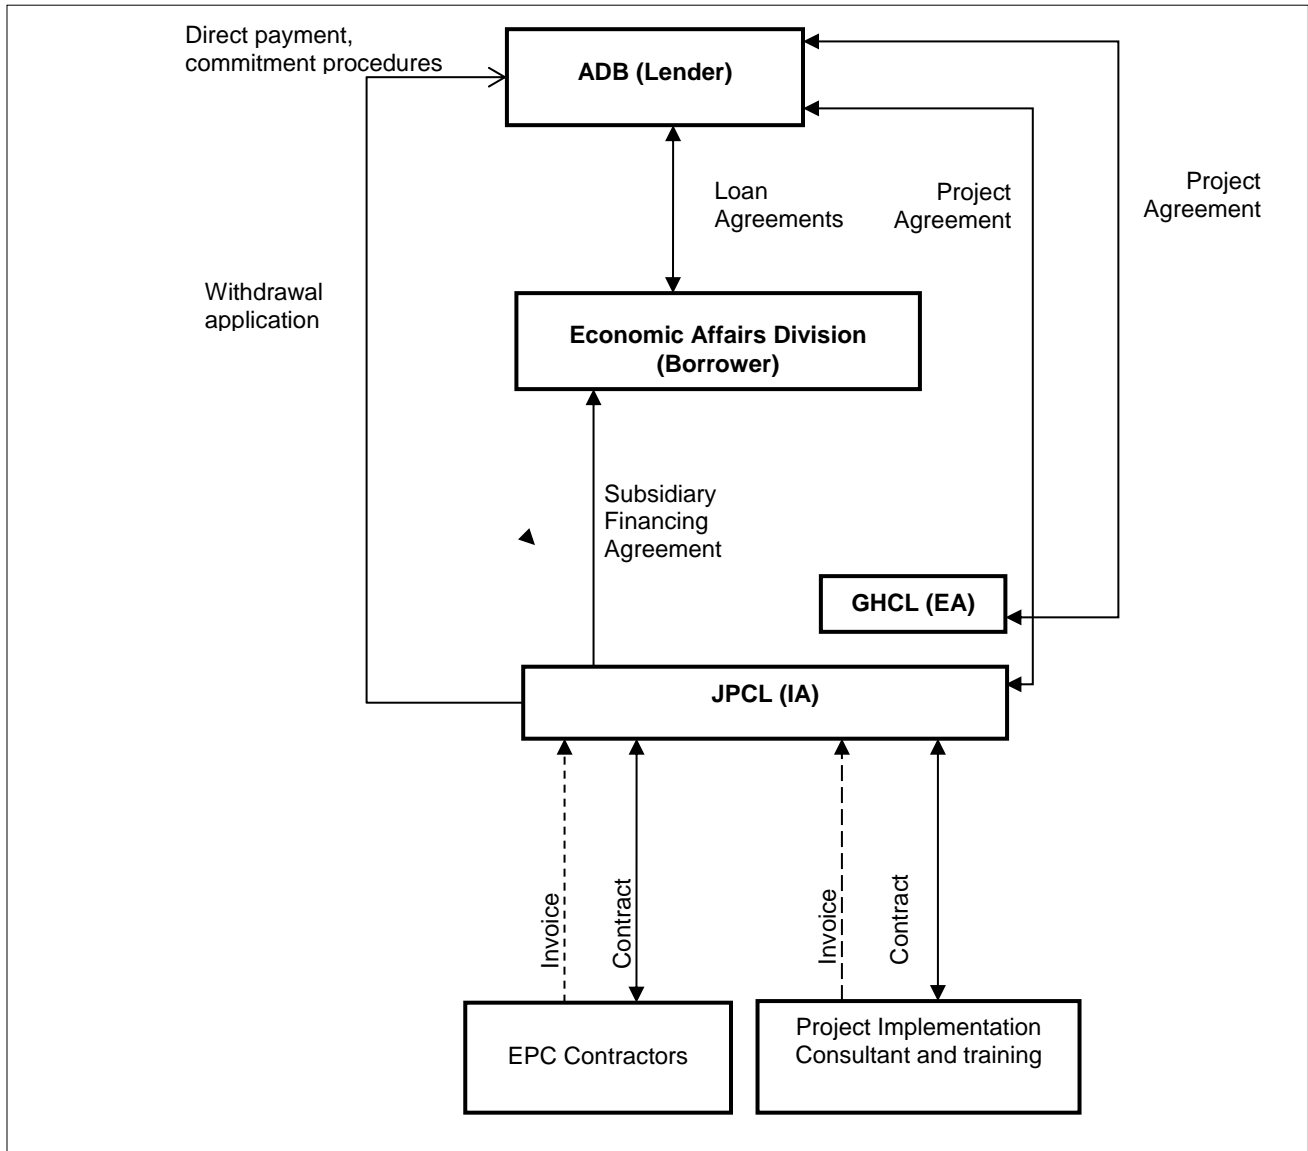 Direct payment,
commitment procedures
ADB (Lender)
Loan
Agreements
Project
Agreement
Project
Agreement
Withdrawal
application
Economic Affairs Division
(Borrower)
Subsidiary
Financing
Agreement
GHCL (EA)
JPCL (IA)
Invoice
Contract
Invoice
Contract
EPC Contractors
Project Implementation
Consultant and training